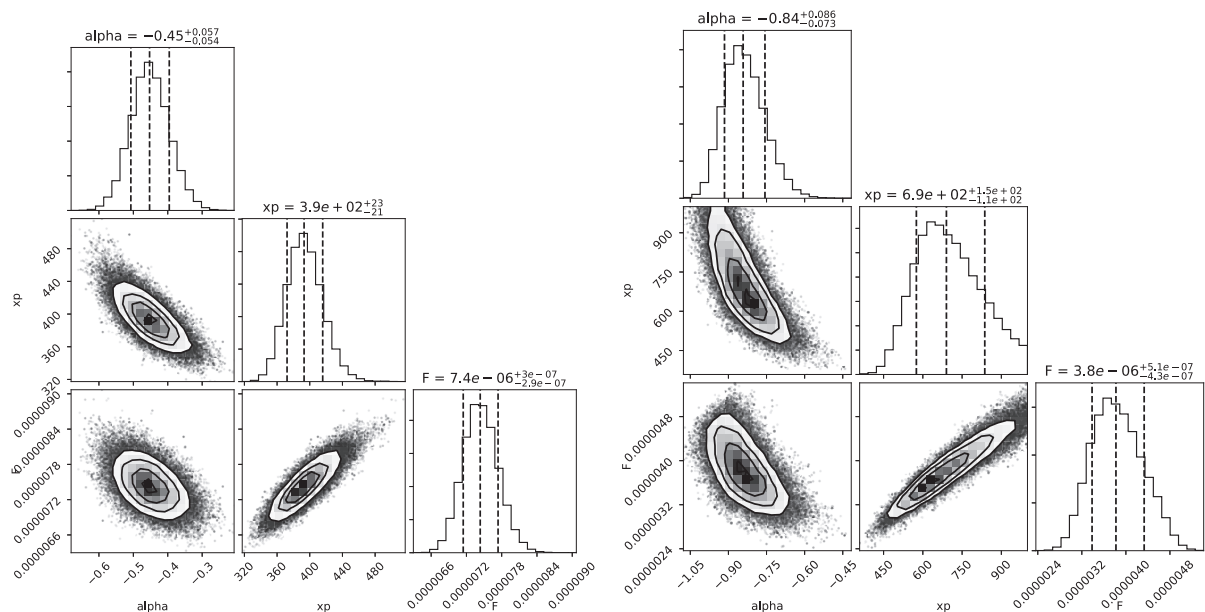 alpha = −0.45+0.057−0.054
xp = 3.9e + 02+23−21
F = 7.4e − 06+3e−07−2.9e−07
xp
480
440
400
360
320
F
0.0000090
0.0000084
0.0000078
0.0000072
0.0000066
−0.6
−0.5
−0.4
−0.3
alpha
320
400
480
xp
0.0000066
0.0000072
0.0000078
0.0000084
0.0000090
F
alpha = −0.84+0.086−0.073
xp = 6.9e + 02+1.5e+02−1.1e+02
F = 3.8e − 06+5.1e−07−4.3e−07
xp
900
750
600
450
F
0.0000048
0.0000040
0.0000032
0.0000024
−1.05
−0.90
−0.75
−0.60
−0.45
alpha
450
600
750
900
xp
0.0000024
0.0000032
0.0000040
0.0000048
F